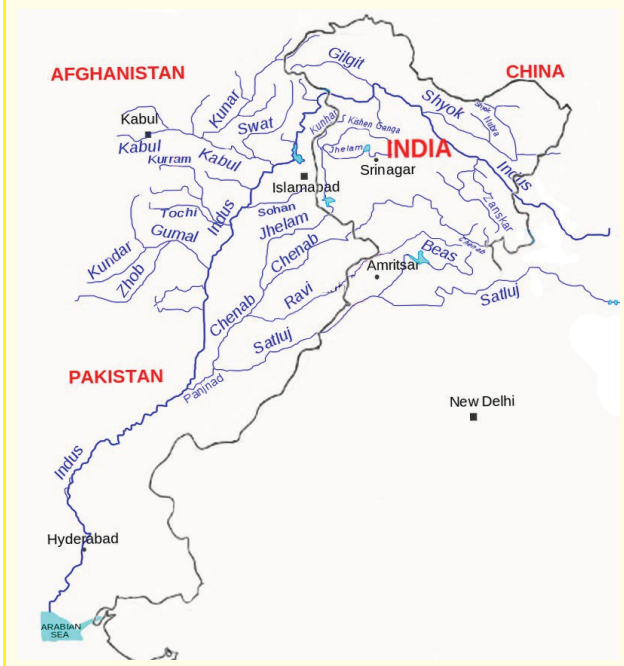 Gilgit
AFGHANISTAN
CHINA
Kunar
Shyok
Shyok
Nubra
Kabul
Swat
Kunhar
Kishen Ganga
Kabul
Kurram
Kabul
Jhelam
INDIA
Srinagar
Indus
Islamabad
Zanskar
Tochi
Indus
Sohan
Jhelam
Gumal
Kundar
Zhob
Chenab
Beas
Chenab
Amritsar
Ravi
Chenab
Satluj
Satluj
PAKISTAN
Panjnad
New Delhi
Indus
Hyderabad
ARABIAN
SEA